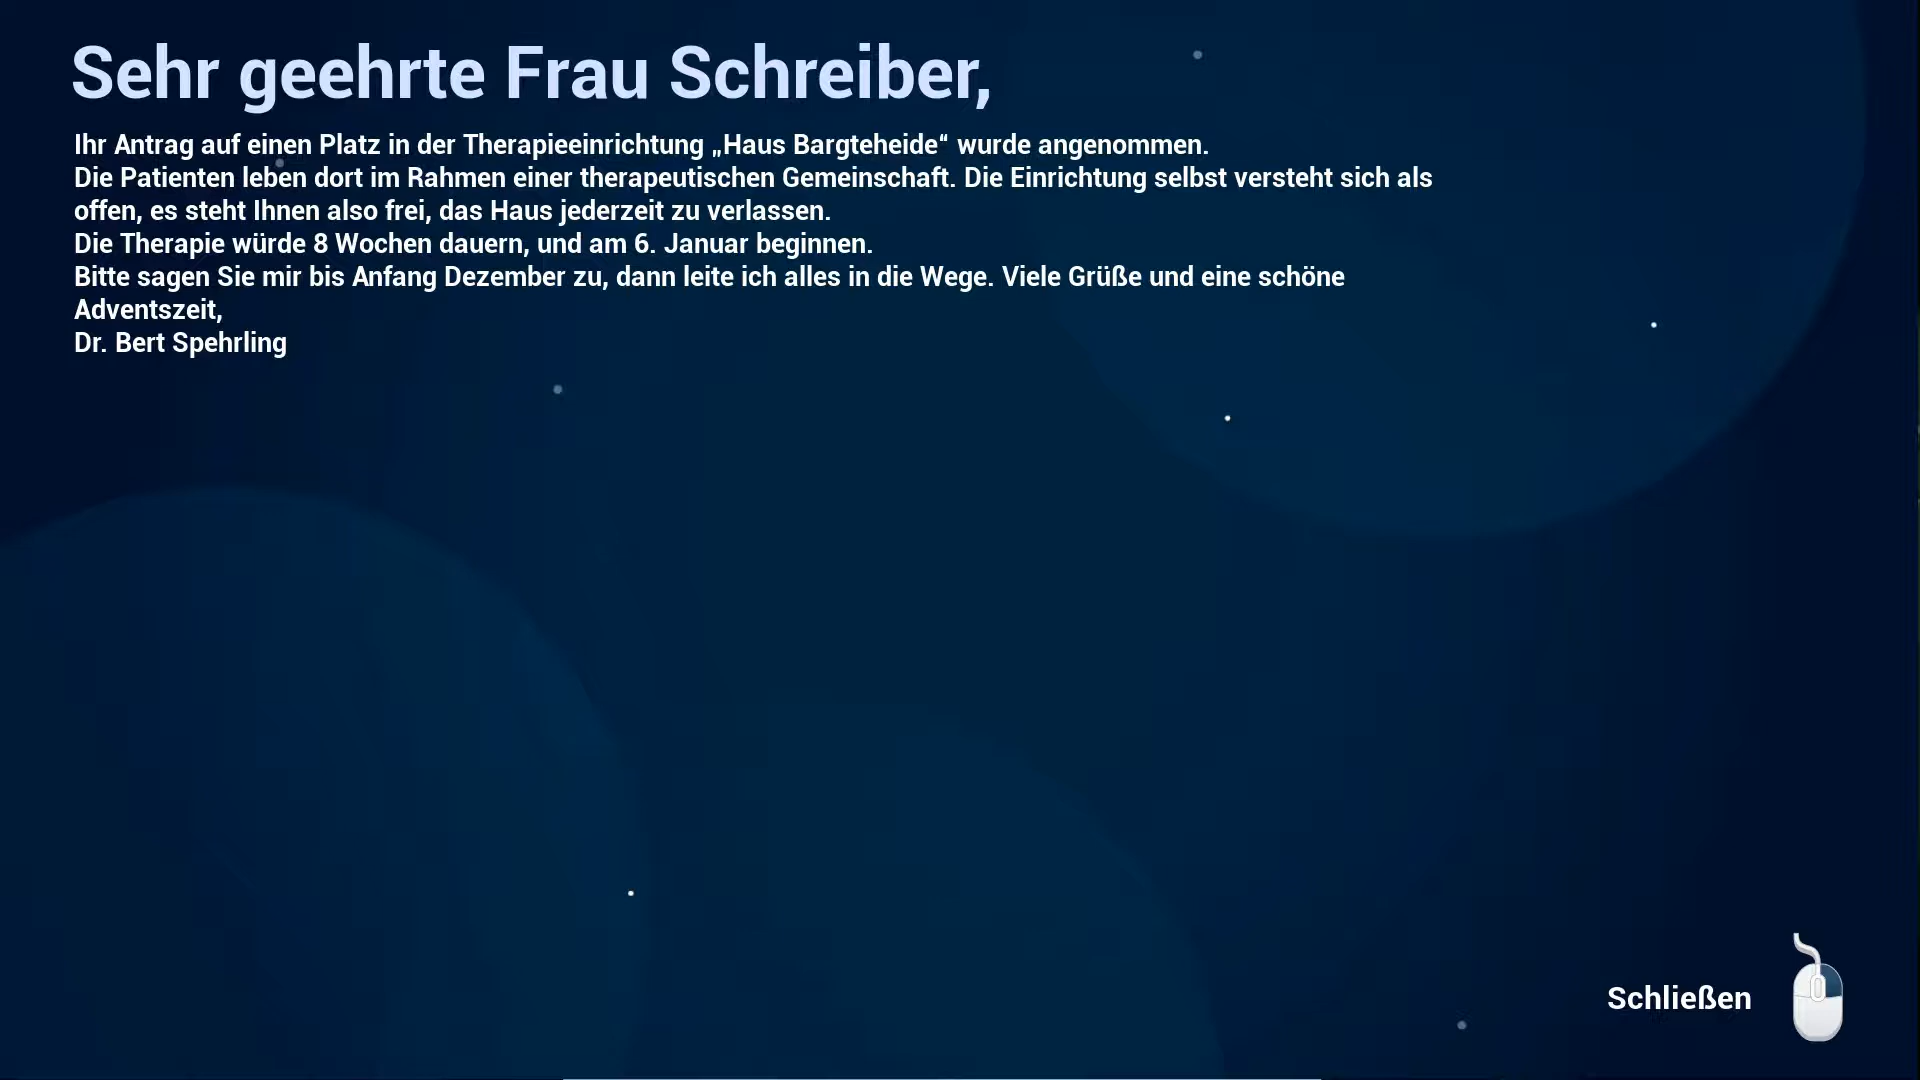 Sehr geehrte Frau Schreiber,
Ihr Antrag auf einen Platz in der Therapieeinrichtung „Haus Bargteheide“ wurde angenommen.
Die Patienten leben dort im Rahmen einer therapeutischen Gemeinschaft. Die Einrichtung selbst versteht sich als
offen, es steht Ihnen also frei, das Haus jederzeit zu verlassen.
Die Therapie würde 8 Wochen dauern, und am 6. Januar beginnen.
Bitte sagen Sie mir bis Anfang Dezember zu, dann leite ich alles in die Wege. Viele Grüße und eine schöne
Adventszeit,
Dr. Bert Spehrling
Schließen